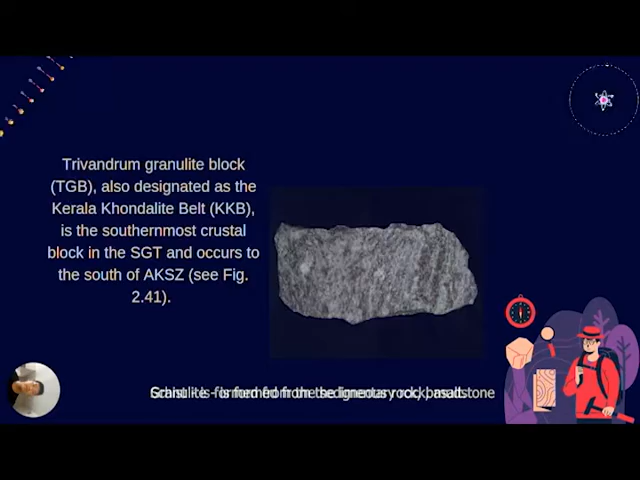 Trivandrum granulite block
(TGB), also designated as the
Kerala Khondalite Belt (KKB),
is the southernmost crustal
block in the SGT and occurs to
the south of AKSZ (see Fig.
2.41).